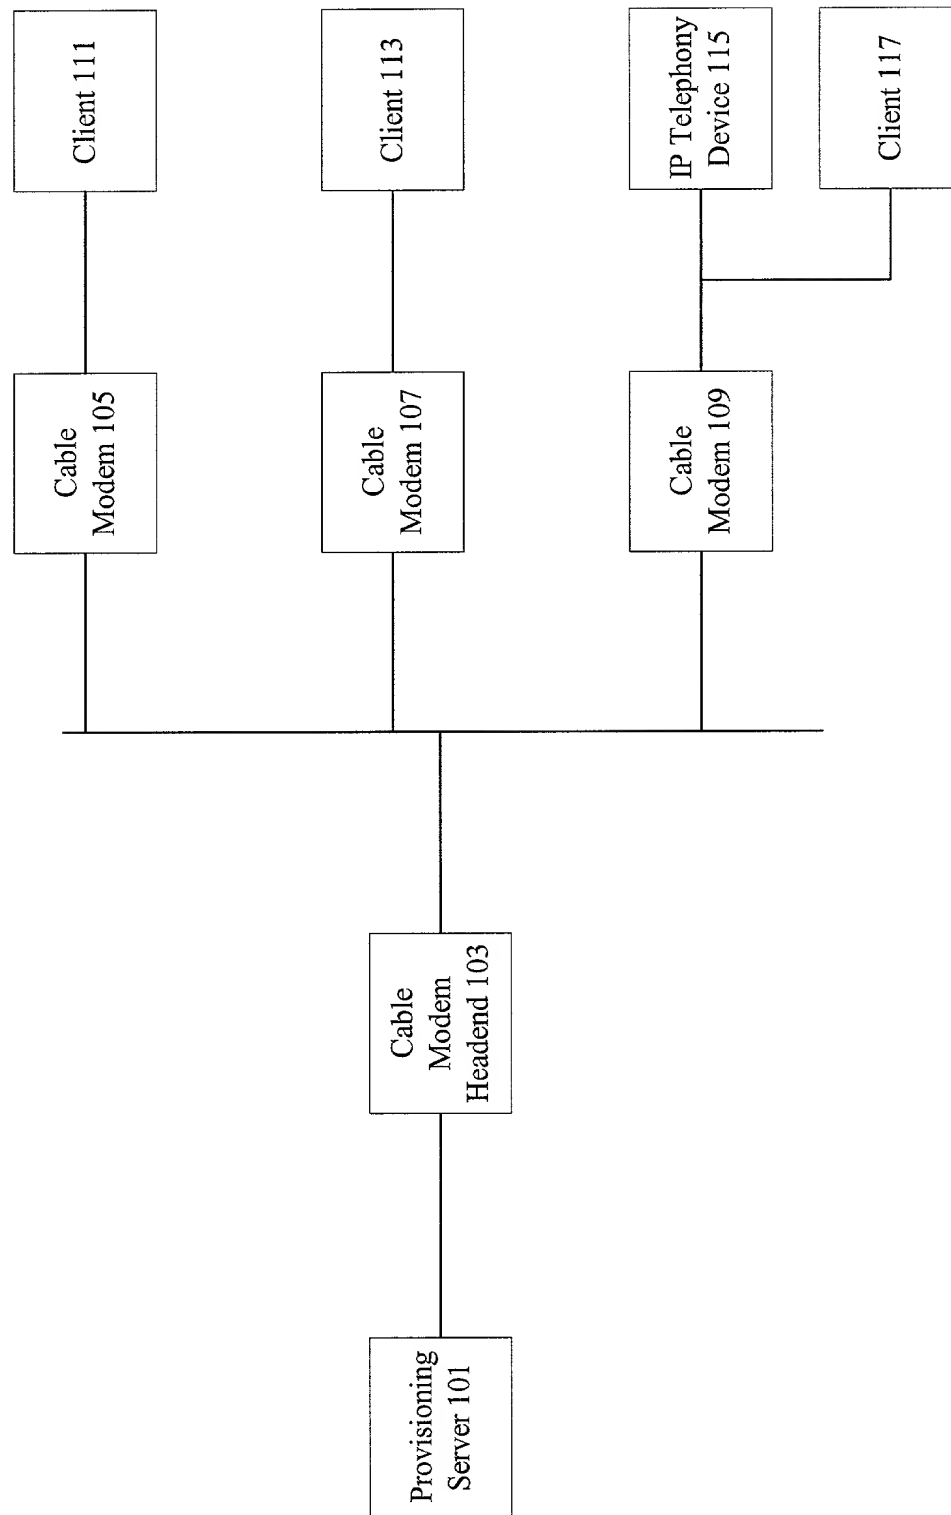 Provisioning
Server 101
Cable
Modem
Headend 103
Cable
Modem 105
Client 111
Cable
Modem 107
Client 113
Cable
Modem 109
IP Telephony
Device 115
Client 117